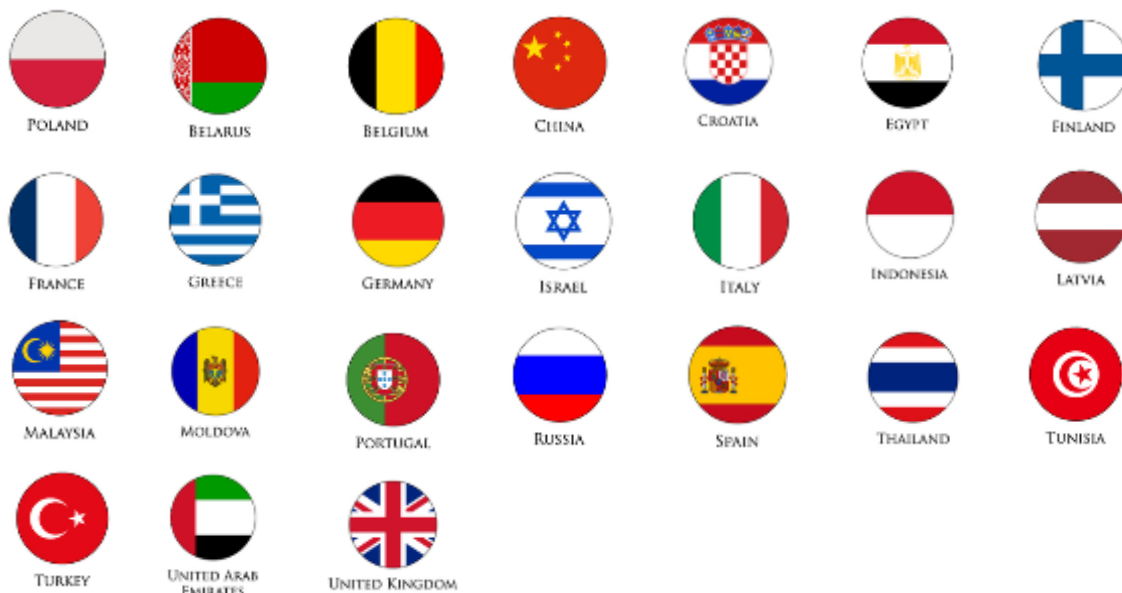 POLAND
BELARUS
BELGIUM
CHINA
CROATIA
EGYPT
FINLAND
FRANCE
GREECE
GERMANY
ISRAEL
ITALY
INDONESIA
LATVIA
MALAYSIA
MOLDOVA
PORTUGAL
RUSSIA
SPAIN
THAILAND
TUNISIA
TURKEY
UNITED ARAB
EMIRATES
UNITED KINGDOM